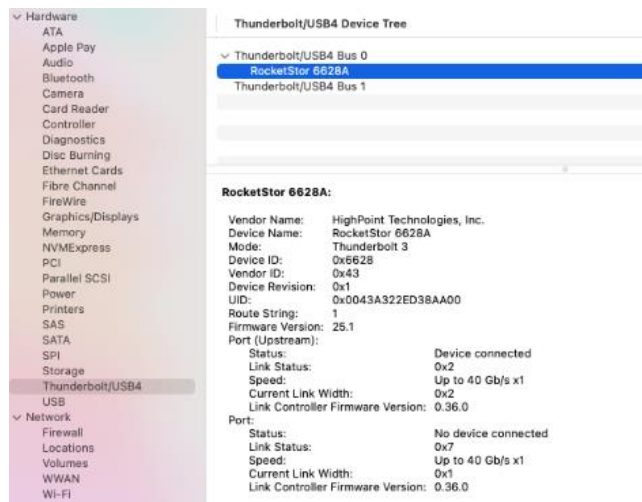 Hardware
ATA
Apple Pay
Audio
Bluetooth
Camera
Card Reader
Controller
Diagnostics
Disc Burning
Ethernet Cards
Fibre Channel
FireWire
Graphics/Displays
Memory
NVMExpress
PCI
Parallel SCSI
Power
Printers
SAS
SATA
SPI
Storage
Thunderbolt/USB4
USB
Network
Firewall
Locations
Volumes
WWAN
Wi-Fi
Thunderbolt/USB4 Device Tree
Thunderbolt/USB4 Bus 0
RocketStor 6628A
Thunderbolt/USB4 Bus 1
RocketStor 6628A:
Vendor Name: HighPoint Technologies, Inc.
Device Name: RocketStor 6628A
Mode: Thunderbolt 3
Device ID: 0x6628
Vendor ID: 0x43
Device Revision: 0x1
UID: 0x0043A322ED38AA00
Route String: 1
Firmware Version: 25.1
Port (Upstream):
Status: Device connected
Link Status: 0x2
Speed: Up to 40 Gb/s x1
Current Link Width: 0x2
Link Controller Firmware Version: 0.36.0
Port:
Status: No device connected
Link Status: 0x7
Speed: Up to 40 Gb/s x1
Current Link Width: 0x1
Link Controller Firmware Version: 0.36.0